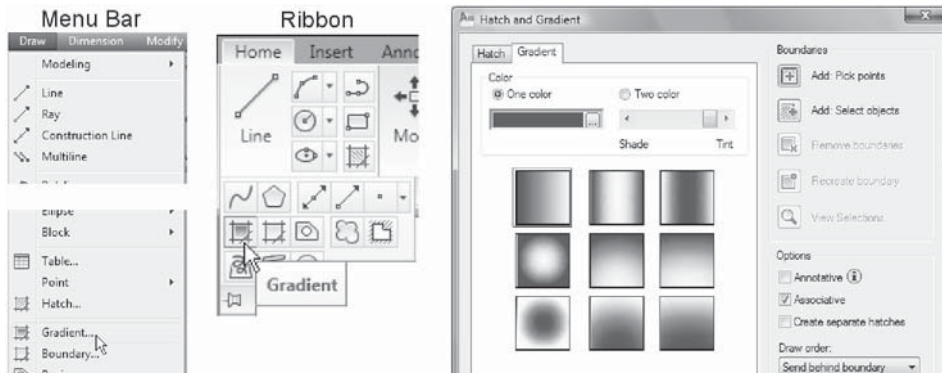 Menu Bar
Draw Dimension Modify
Modeling
Line
Ray
Construction Line
Multiline
Ellipse
Block
Table...
Point
Hatch...
Gradient...
Boundary...
Ribbon
Home Insert Anno
Line
Mo
Gradient
Hatch and Gradient
Hatch Gradient
Color
One color Two color
Shade Tint
Boundaries
Add: Pick points
Add: Select objects
Remove boundaries
Recreate boundary
View Selections
Options
Annotative
Associative
Create separate hatches
Draw order:
Send behind boundary